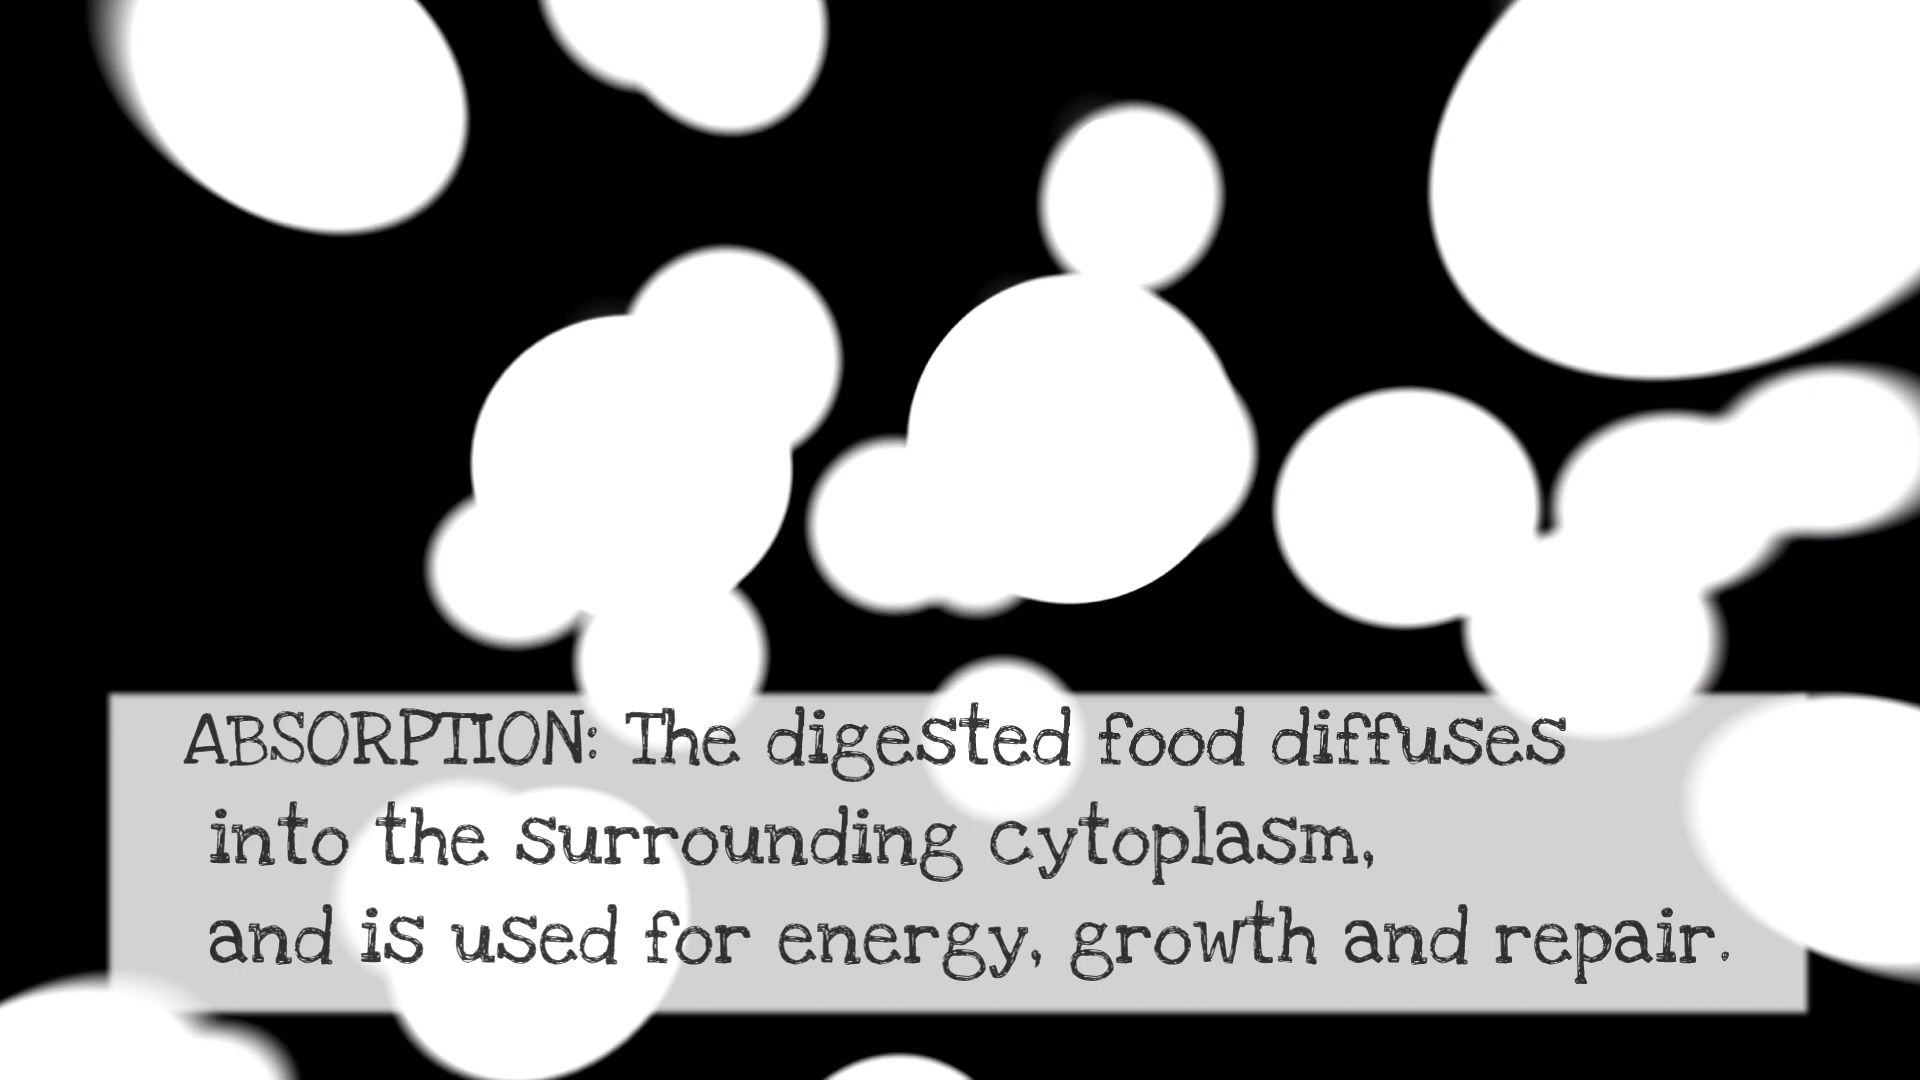 ABSORPTION: The digested food diffuses
into the surrounding cytoplasm,
and is used for energy, growth and repair.